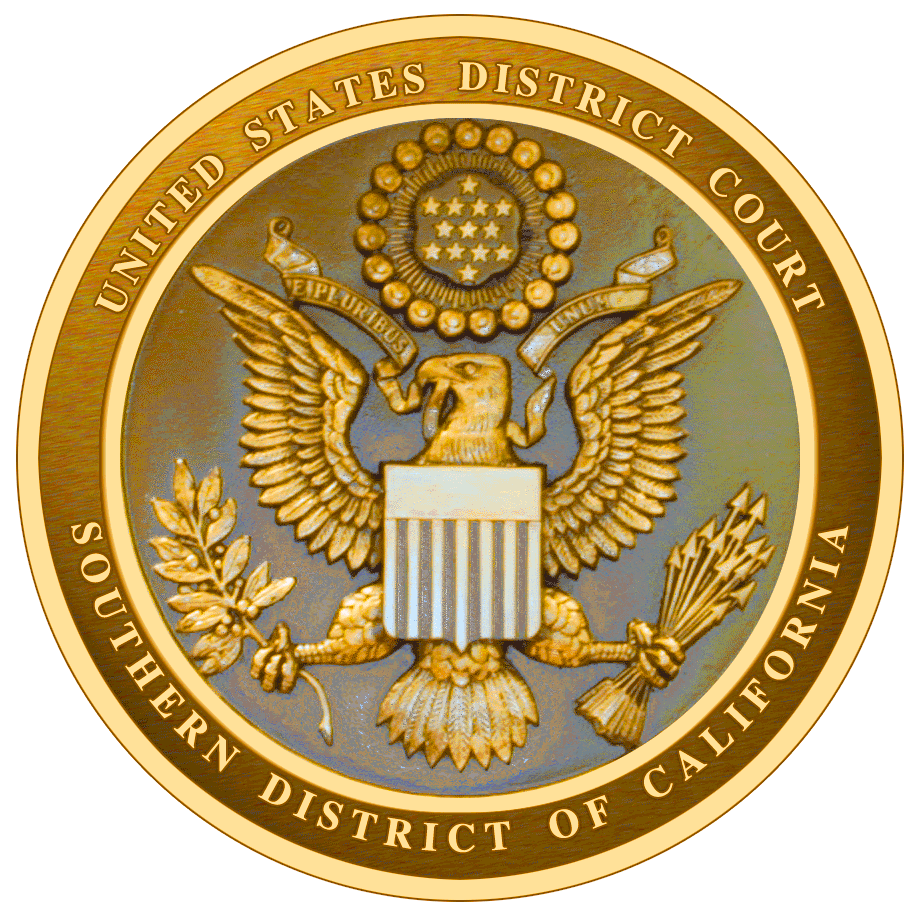 UNITED STATES DISTRICT COURT
E PLURIBUS
UNUM
SOUTHERN DISTRICT OF CALIFORNIA